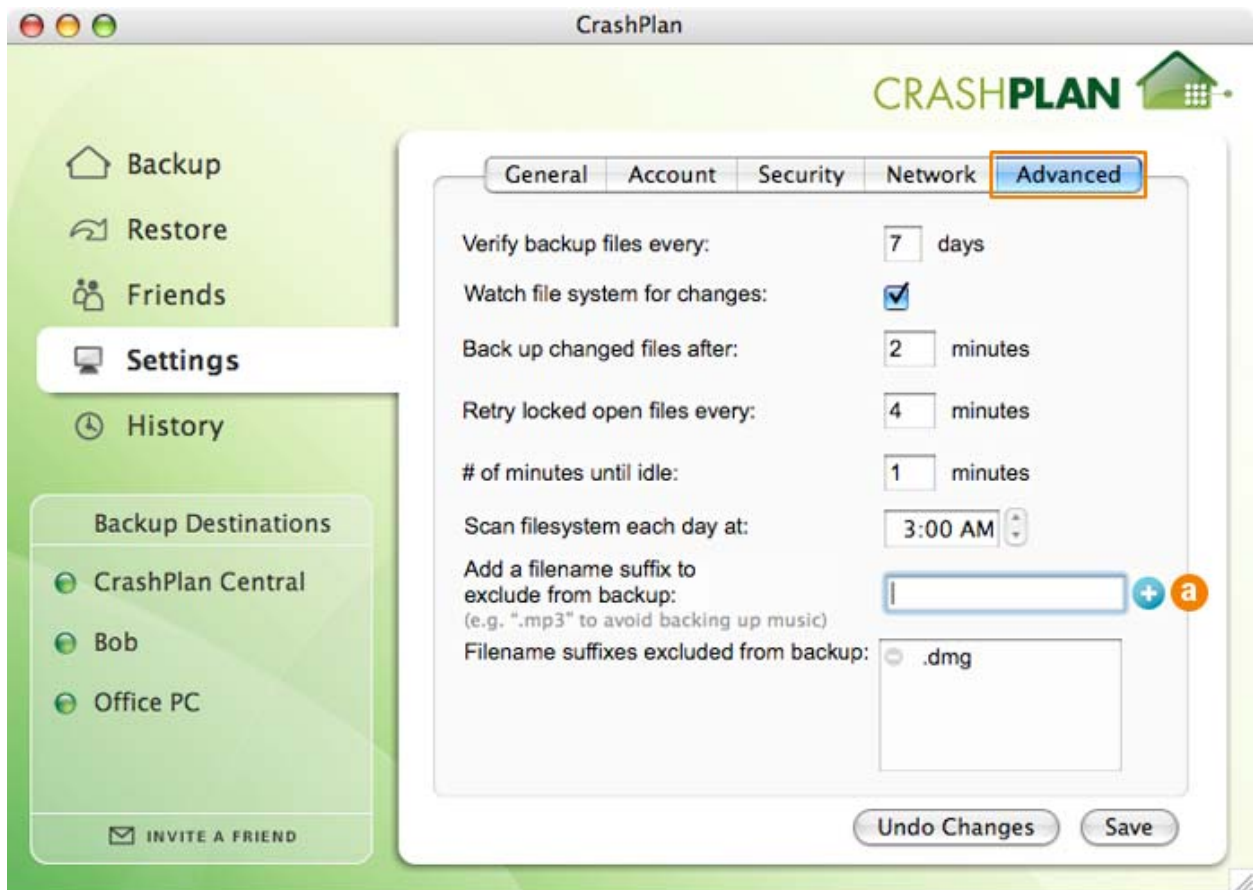 CrashPlan
CRASHPLAN
Backup
Restore
Friends
Settings
History
Backup Destinations
CrashPlan Central
Bob
Office PC
INVITE A FRIEND
General Account Security Network Advanced
Verify backup files every: 7 days
Watch file system for changes:
Back up changed files after: 2 minutes
Retry locked open files every: 4 minutes
# of minutes until idle: 1 minutes
Scan filesystem each day at: 3:00 AM
Add a filename suffix to
exclude from backup:
(e.g. ".mp3" to avoid backing up music)
a
Filename suffixes excluded from backup: .dmg
Undo Changes Save